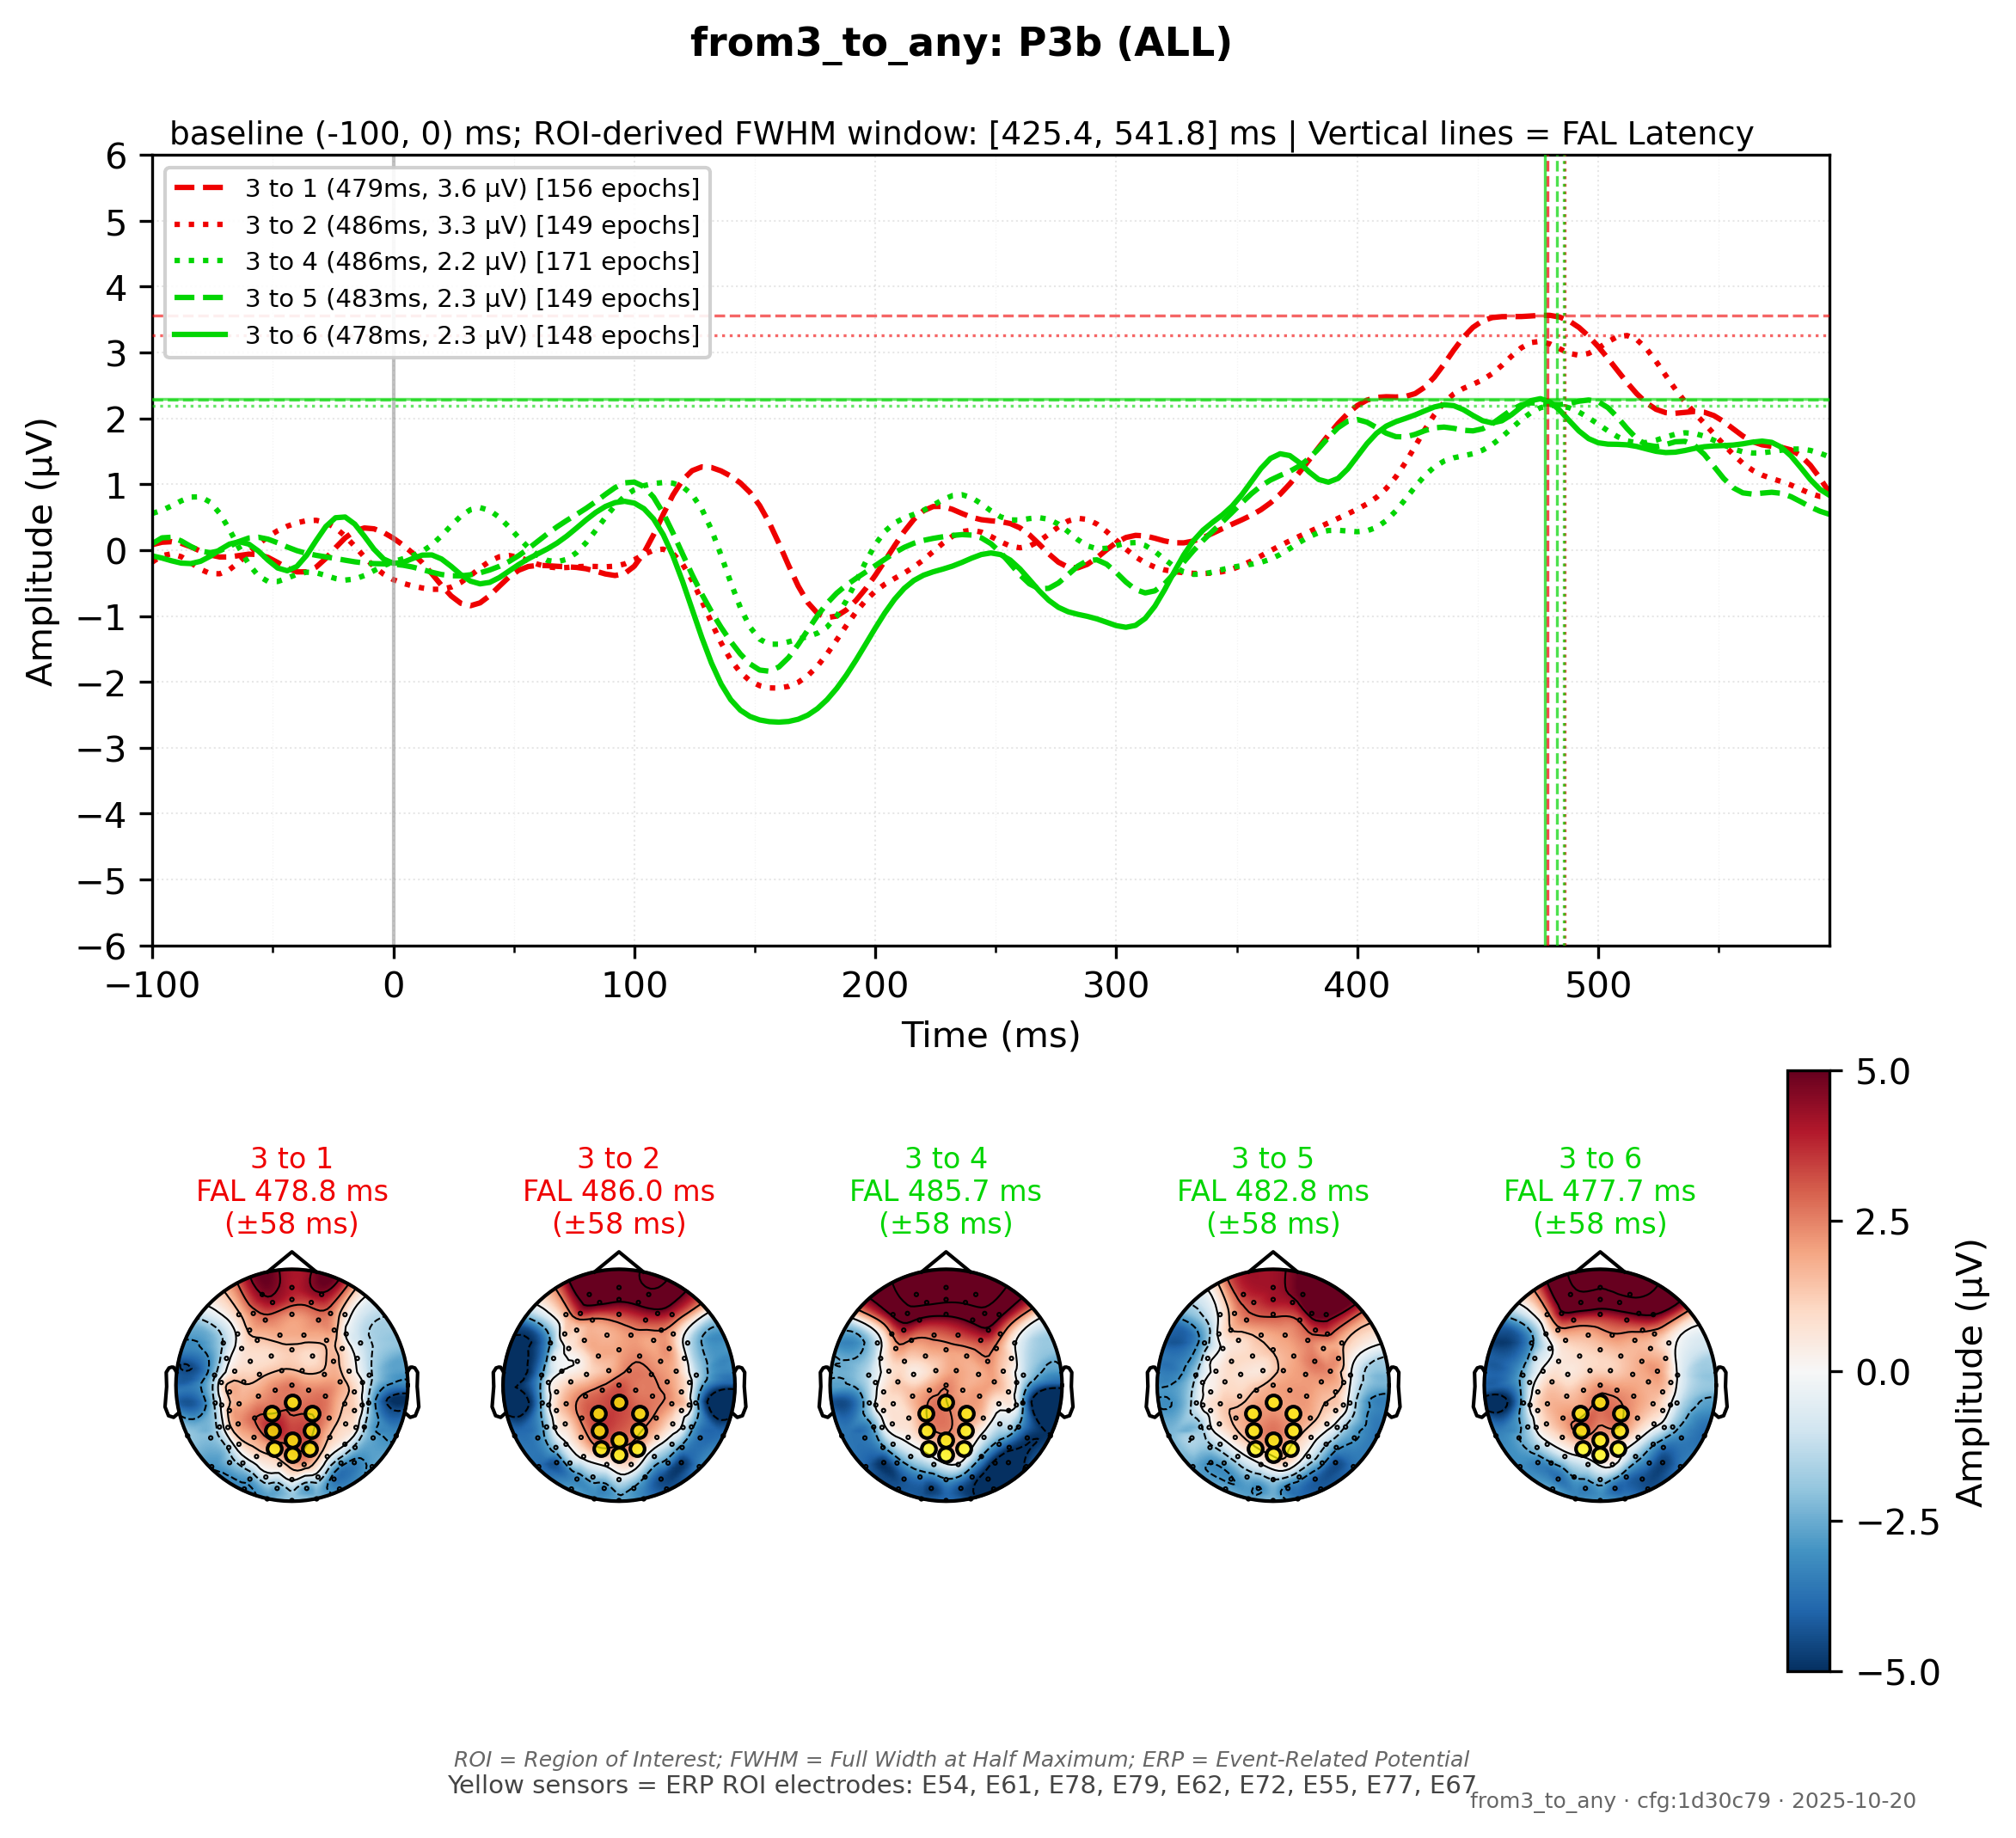 from3_to_any: P3b (ALL)
baseline (-100, 0) ms; ROI-derived FWHM window: [425.4, 541.8] ms | Vertical lines = FAL Latency
6
5
4
3
2
1
0
−1
−2
−3
−4
−5
−6
Amplitude (µV)
3 to 1 (479ms, 3.6 µV) [156 epochs]
3 to 2 (486ms, 3.3 µV) [149 epochs]
3 to 4 (486ms, 2.2 µV) [171 epochs]
3 to 5 (483ms, 2.3 µV) [149 epochs]
3 to 6 (478ms, 2.3 µV) [148 epochs]
−100 0 100 200 300 400 500
Time (ms)
3 to 1
FAL 478.8 ms
(±58 ms)
3 to 2
FAL 486.0 ms
(±58 ms)
3 to 4
FAL 485.7 ms
(±58 ms)
3 to 5
FAL 482.8 ms
(±58 ms)
3 to 6
FAL 477.7 ms
(±58 ms)
5.0
2.5
0.0
−2.5
−5.0
Amplitude (µV)
ROI = Region of Interest; FWHM = Full Width at Half Maximum; ERP = Event-Related Potential
Yellow sensors = ERP ROI electrodes: E54, E61, E78, E79, E62, E72, E55, E77, E67
from3_to_any · cfg:1d30c79 · 2025-10-20